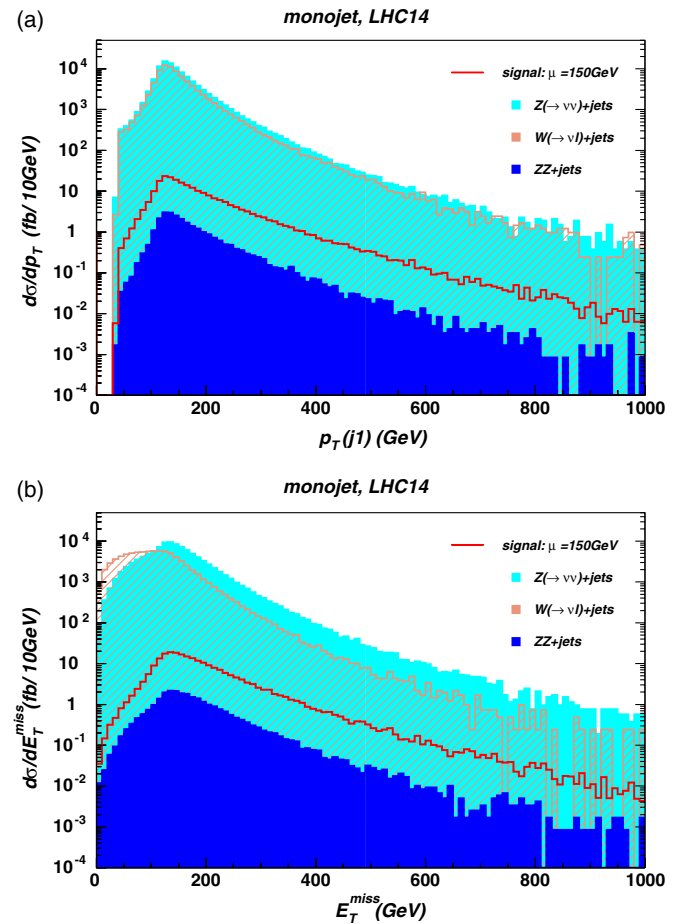 (a)
monojet, LHC14
dσ/dp_T (fb/ 10GeV)
10^4
10^3
10^2
10
1
10^-1
10^-2
10^-3
10^-4
signal: μ =150GeV
Z(→ νν)+jets
W(→ νl)+jets
ZZ+jets
0 200 400 600 800 1000
p_T(j1) (GeV)
(b)
monojet, LHC14
dσ/dE_T^miss(fb/ 10GeV)
10^4
10^3
10^2
10
1
10^-1
10^-2
10^-3
10^-4
signal: μ =150GeV
Z(→ νν)+jets
W(→ νl)+jets
ZZ+jets
0 200 400 600 800 1000
E_T^miss (GeV)